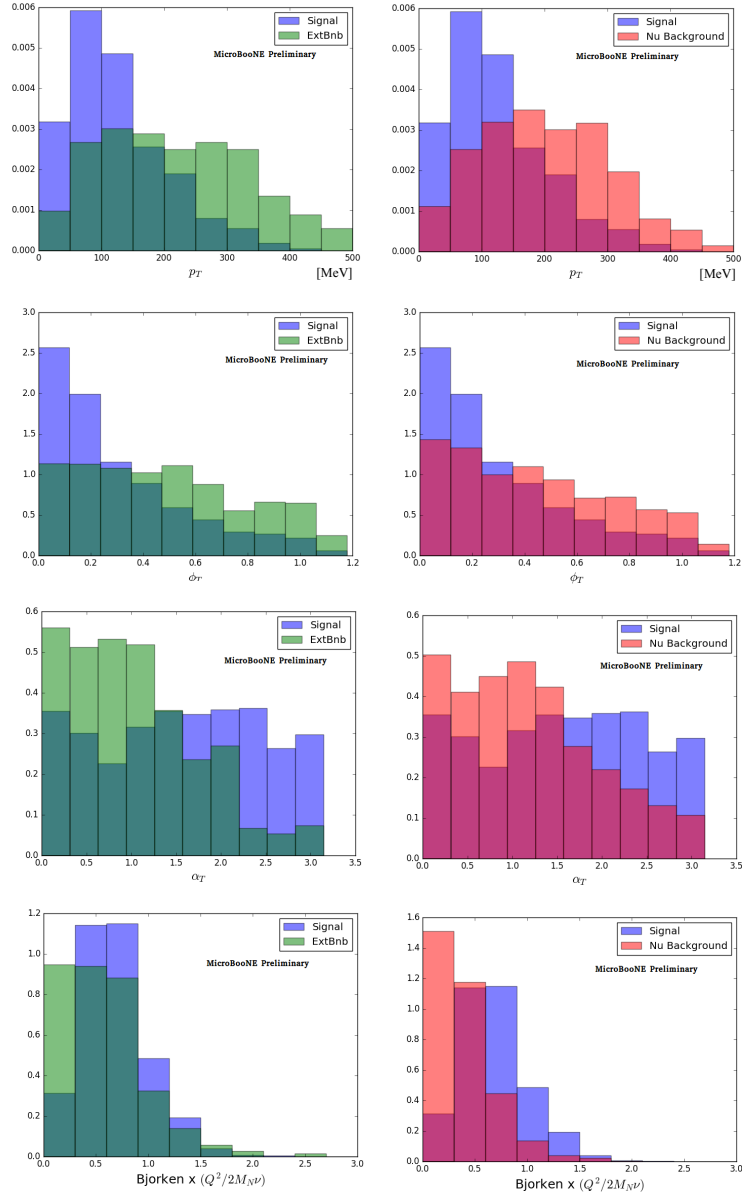 0.006
0.005
0.004
0.003
0.002
0.001
0.000
0 100 200 300 400 500
Signal
ExtBnb
MicroBooNE Preliminary
p_T
[MeV]
0.006
0.005
0.004
0.003
0.002
0.001
0.000
0 100 200 300 400 500
Signal
Nu Background
MicroBooNE Preliminary
p_T
[MeV]
3.0
2.5
2.0
1.5
1.0
0.5
0.0
0.0 0.2 0.4 0.6 0.8 1.0 1.2
Signal
ExtBnb
MicroBooNE Preliminary
ϕ_T
3.0
2.5
2.0
1.5
1.0
0.5
0.0
0.0 0.2 0.4 0.6 0.8 1.0 1.2
Signal
Nu Background
MicroBooNE Preliminary
ϕ_T
0.6
0.5
0.4
0.3
0.2
0.1
0.0
0.0 0.5 1.0 1.5 2.0 2.5 3.0 3.5
Signal
ExtBnb
MicroBooNE Preliminary
α_T
0.6
0.5
0.4
0.3
0.2
0.1
0.0
0.0 0.5 1.0 1.5 2.0 2.5 3.0 3.5
Signal
Nu Background
MicroBooNE Preliminary
α_T
1.2
1.0
0.8
0.6
0.4
0.2
0.0
0.0 0.5 1.0 1.5 2.0 2.5 3.0
Signal
ExtBnb
MicroBooNE Preliminary
Bjorken x (Q²/2M_Nν)
1.6
1.4
1.2
1.0
0.8
0.6
0.4
0.2
0.0
0.0 0.5 1.0 1.5 2.0 2.5 3.0
Signal
Nu Background
MicroBooNE Preliminary
Bjorken x (Q²/2M_Nν)